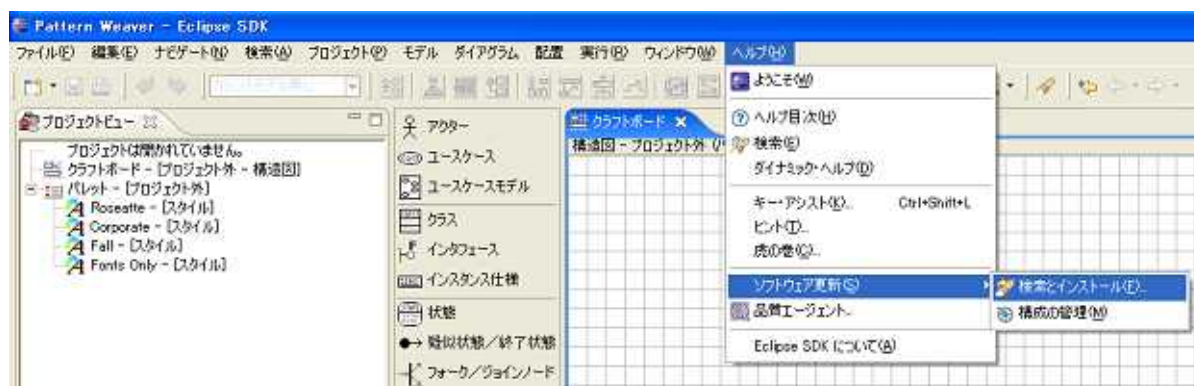 Pattern Weaver - Eclipse SDK
ファイル(F) 編集(E) ナビゲート(N) 検索(A) プロジェクト(P) モデル ダイアグラム 配置 実行(R) ウィンドウ(W) ヘルプ(H)
プロジェクトビュー
プロジェクトは開かれていません。
クラフトボード - [プロジェクト外 - 構造図]
パレット - [プロジェクト外]
Roseatte - [スタイル]
Corporate - [スタイル]
Fall - [スタイル]
Fonts Only - [スタイル]
アクター
ユースケース
ユースケースモデル
クラス
インタフェース
インスタンス仕様
状態
疑似状態/終了状態
フォーク/ジョインノード
クラフトボード
構造図 - プロジェクト外
ようこそ(W)
ヘルプ目次(H)
検索(E)
ダイナミック・ヘルプ(D)
キー・アシスト(K)... Ctrl+Shift+L
ヒント(T)...
虎の巻(C)...
ソフトウェア更新(S)
品質エージェント...
Eclipse SDK について(A)
検索とインストール(F)...
構成の管理(M)